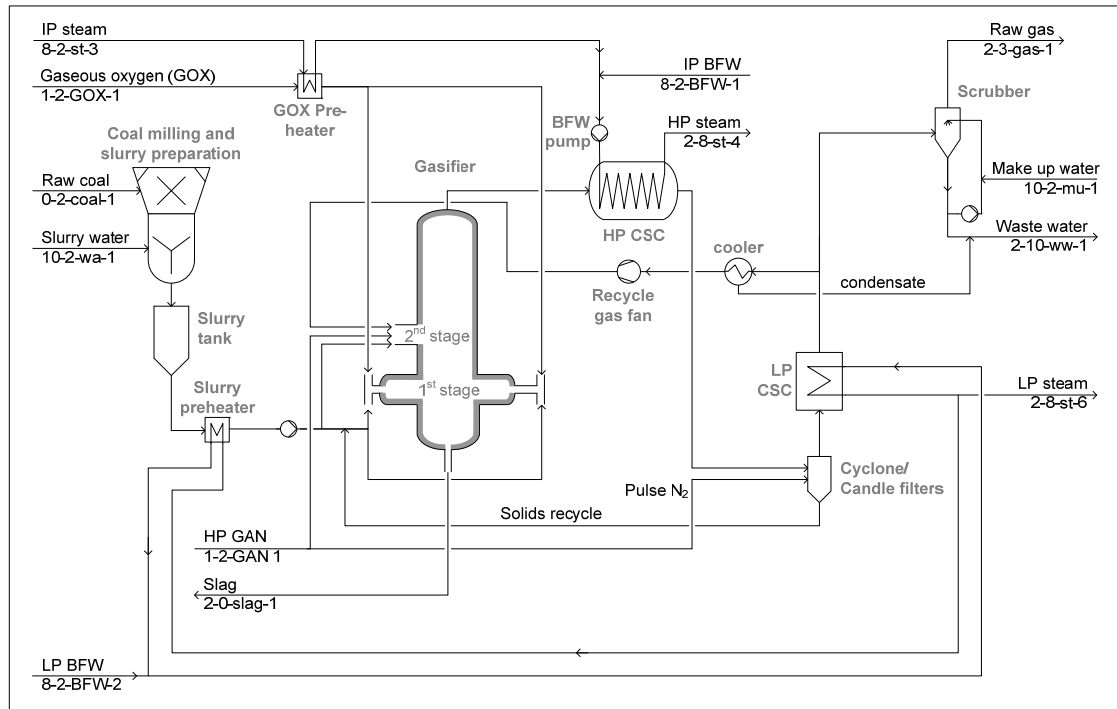 IP steam
8-2-st-3
Gaseous oxygen (GOX)
1-2-GOX-1
GOX Pre-
heater
Coal milling and
slurry preparation
Raw coal
0-2-coal-1
Slurry water
10-2-wa-1
Slurry
tank
Slurry
preheater
Gasifier
2nd stage
1st stage
IP BFW
8-2-BFW-1
BFW
pump
HP steam
2-8-st-4
HP CSC
Recycle
gas fan
cooler
condensate
Raw gas
2-3-gas-1
Scrubber
Make up water
10-2-mu-1
Waste water
2-10-ww-1
LP
CSC
LP steam
2-8-st-6
Cyclone/
Candle filters
Pulse N2
Solids recycle
HP GAN
1-2-GAN 1
Slag
2-0-slag-1
LP BFW
8-2-BFW-2